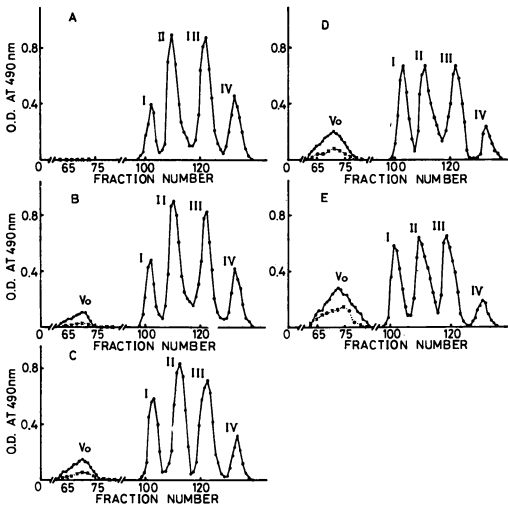 A
O.D. AT 490nm
0.8
0.4
I
II
III
IV
0
65
75
100
120
FRACTION NUMBER
B
O.D. AT 490nm
0.8
0.4
Vo
I
II
III
IV
0
65
75
100
120
FRACTION NUMBER
C
O.D. AT 490nm
0.8
0.4
Vo
I
II
III
IV
0
65
75
100
120
FRACTION NUMBER
D
0.8
0.4
Vo
I
II
III
IV
0
65
75
100
120
FRACTION NUMBER
E
0.8
0.4
Vo
I
II
III
IV
0
65
75
100
120
FRACTION NUMBER